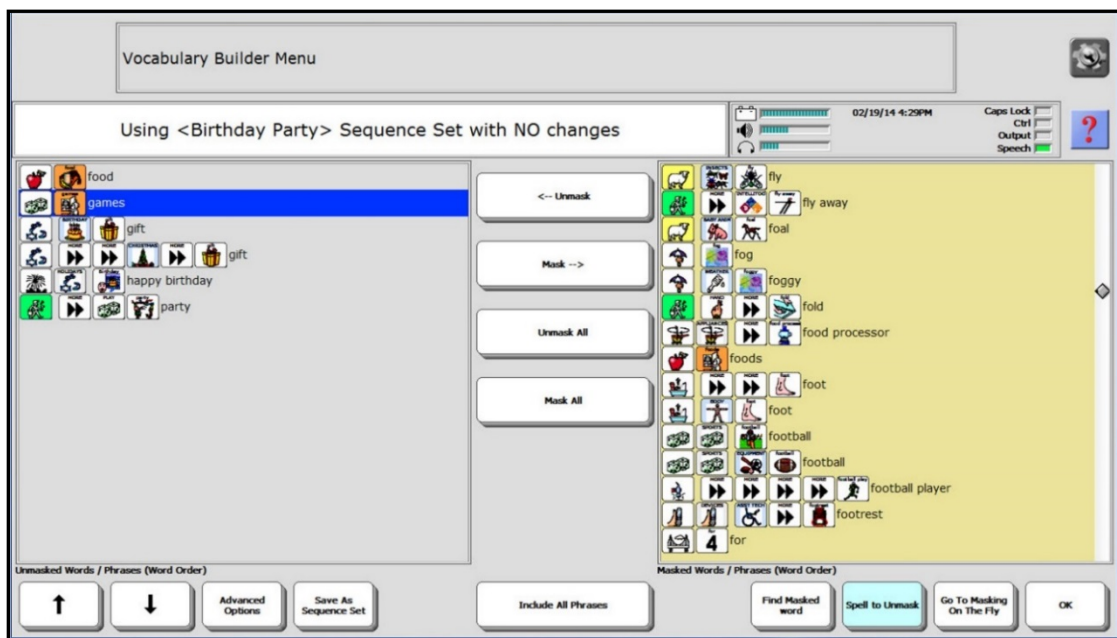 Vocabulary Builder Menu
Using <Birthday Party> Sequence Set with NO changes
02/19/14 4:29PM
Caps Lock
Ctrl
Output
Speech
?
food
games
gift
gift
happy birthday
party
<-- Unmask
Mask -->
Unmask All
Mask All
fly
fly away
foal
fog
foggy
fold
food processor
foods
foot
foot
football
football
football player
footrest
4 for
Unmasked Words / Phrases (Word Order)
Masked Words / Phrases (Word Order)
Advanced
Options
Save As
Sequence Set
Include All Phrases
Find Masked
word
Spell to Unmask
Go To Masking
On The Fly
OK